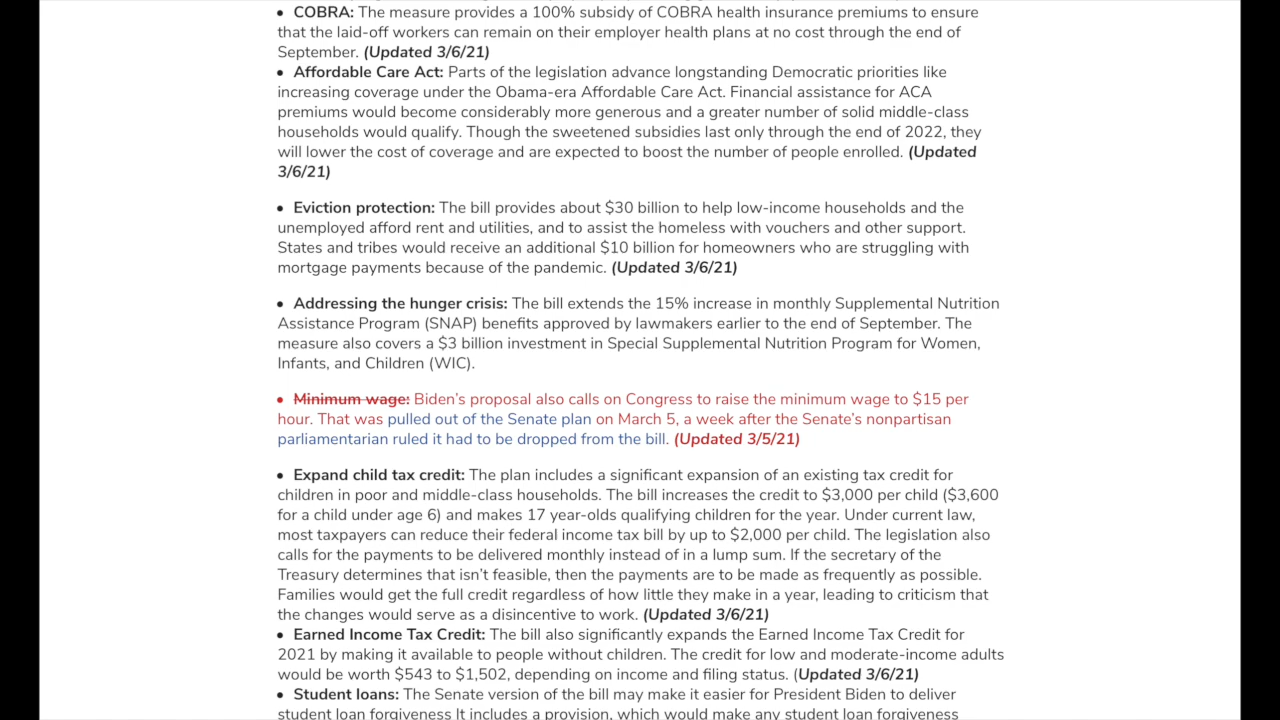 • COBRA: The measure provides a 100% subsidy of COBRA health insurance premiums to ensure
that the laid-off workers can remain on their employer health plans at no cost through the end of
September. (Updated 3/6/21)
• Affordable Care Act: Parts of the legislation advance longstanding Democratic priorities like
increasing coverage under the Obama-era Affordable Care Act. Financial assistance for ACA
premiums would become considerably more generous and a greater number of solid middle-class
households would qualify. Though the sweetened subsidies last only through the end of 2022, they
will lower the cost of coverage and are expected to boost the number of people enrolled. (Updated
3/6/21)
• Eviction protection: The bill provides about $30 billion to help low-income households and the
unemployed afford rent and utilities, and to assist the homeless with vouchers and other support.
States and tribes would receive an additional $10 billion for homeowners who are struggling with
mortgage payments because of the pandemic. (Updated 3/6/21)
• Addressing the hunger crisis: The bill extends the 15% increase in monthly Supplemental Nutrition
Assistance Program (SNAP) benefits approved by lawmakers earlier to the end of September. The
measure also covers a $3 billion investment in Special Supplemental Nutrition Program for Women,
Infants, and Children (WIC).
• Minimum wage: Biden's proposal also calls on Congress to raise the minimum wage to $15 per
hour. That was pulled out of the Senate plan on March 5, a week after the Senate's nonpartisan
parliamentarian ruled it had to be dropped from the bill. (Updated 3/5/21)
• Expand child tax credit: The plan includes a significant expansion of an existing tax credit for
children in poor and middle-class households. The bill increases the credit to $3,000 per child ($3,600
for a child under age 6) and makes 17 year-olds qualifying children for the year. Under current law,
most taxpayers can reduce their federal income tax bill by up to $2,000 per child. The legislation also
calls for the payments to be delivered monthly instead of in a lump sum. If the secretary of the
Treasury determines that isn't feasible, then the payments are to be made as frequently as possible.
Families would get the full credit regardless of how little they make in a year, leading to criticism that
the changes would serve as a disincentive to work. (Updated 3/6/21)
• Earned Income Tax Credit: The bill also significantly expands the Earned Income Tax Credit for
2021 by making it available to people without children. The credit for low and moderate-income adults
would be worth $543 to $1,502, depending on income and filing status. (Updated 3/6/21)
• Student loans: The Senate version of the bill may make it easier for President Biden to deliver
student loan forgiveness It includes a provision, which would make any student loan forgiveness